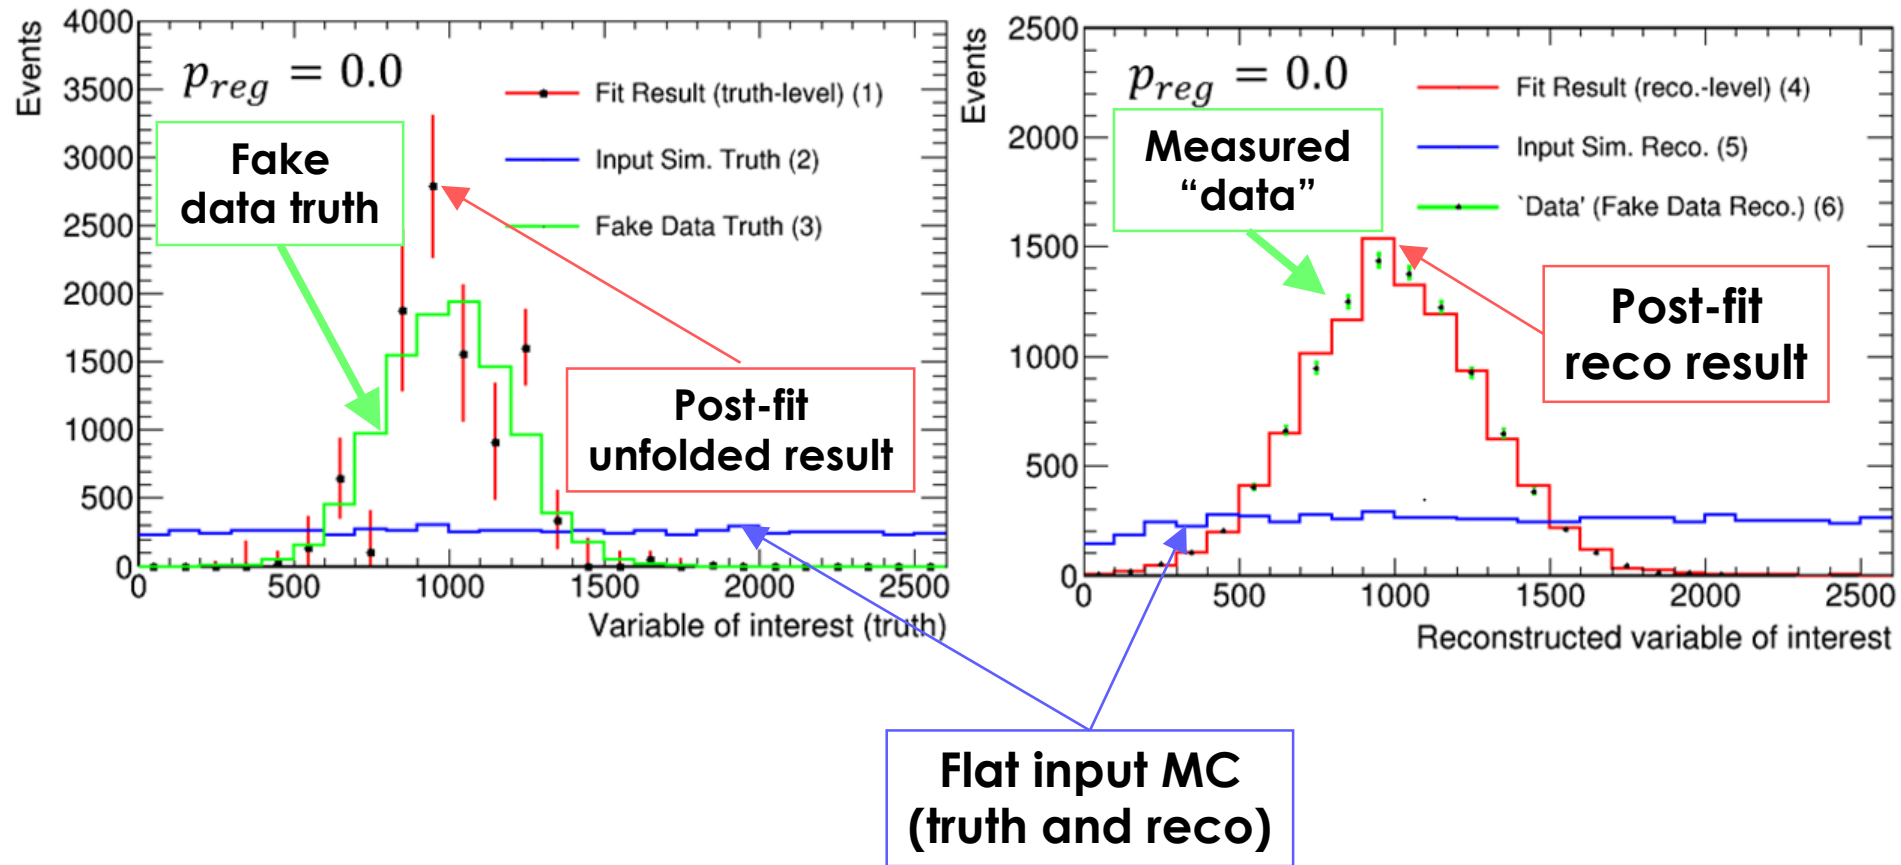 Events
4000
3500
3000
2500
2000
1500
1000
500
0
p_{reg} = 0.0
Fit Result (truth-level) (1)
Input Sim. Truth (2)
Fake Data Truth (3)
Fake
data truth
Post-fit
unfolded result
0 500 1000 1500 2000 2500
Variable of interest (truth)
Events
2500
2000
1500
1000
500
0
p_{reg} = 0.0
Fit Result (reco.-level) (4)
Input Sim. Reco. (5)
`Data' (Fake Data Reco.) (6)
Measured
“data”
Post-fit
reco result
0 500 1000 1500 2000 2500
Reconstructed variable of interest
Flat input MC
(truth and reco)